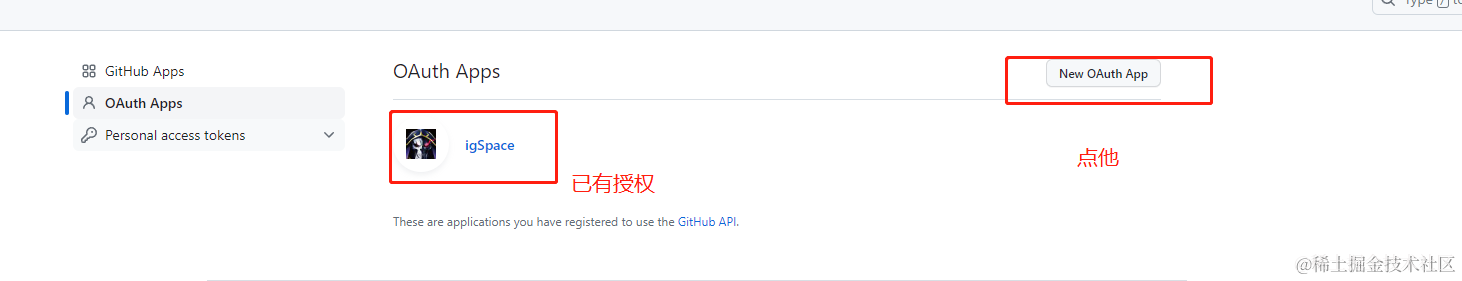 Type / to
GitHub Apps
OAuth Apps
Personal access tokens
OAuth Apps
New OAuth App
igSpace
已有授权
点他
These are applications you have registered to use the GitHub API.
@稀土掘金技术社区